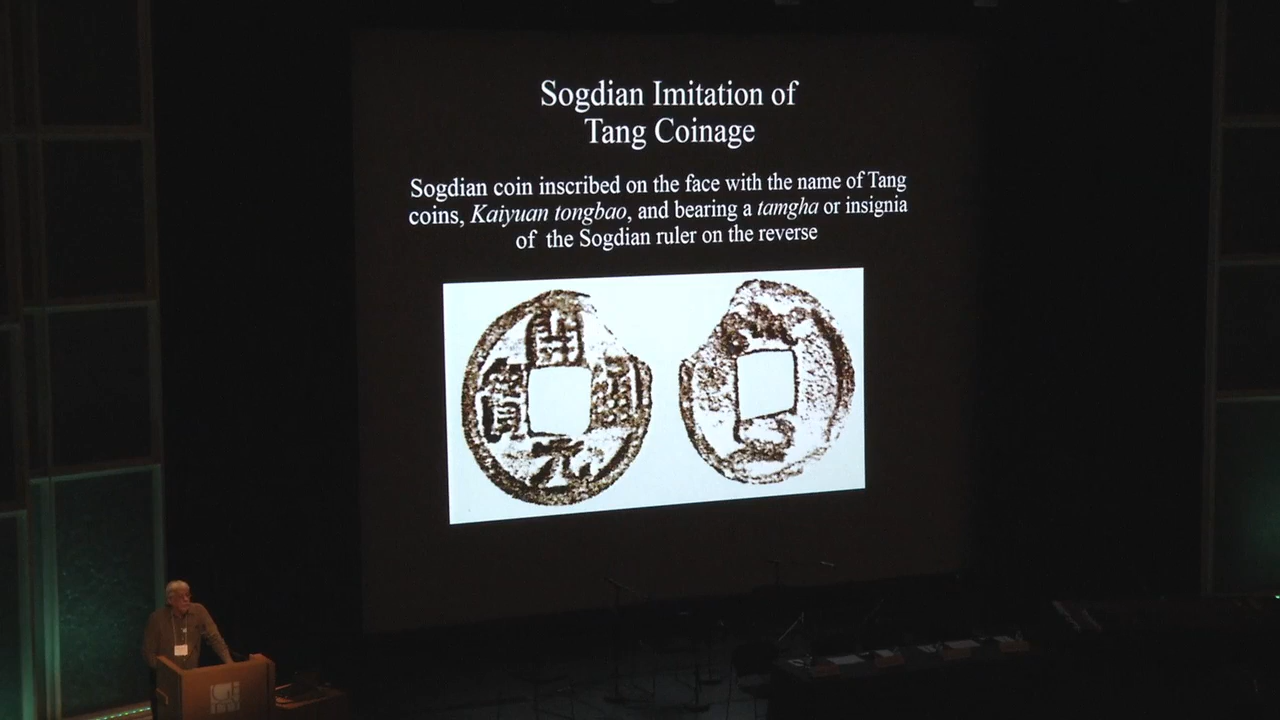 Sogdian Imitation of
Tang Coinage
Sogdian coin inscribed on the face with the name of Tang
coins, Kaiyuan tongbao, and bearing a tamgha or insignia
of the Sogdian ruler on the reverse
開
寶 通
元